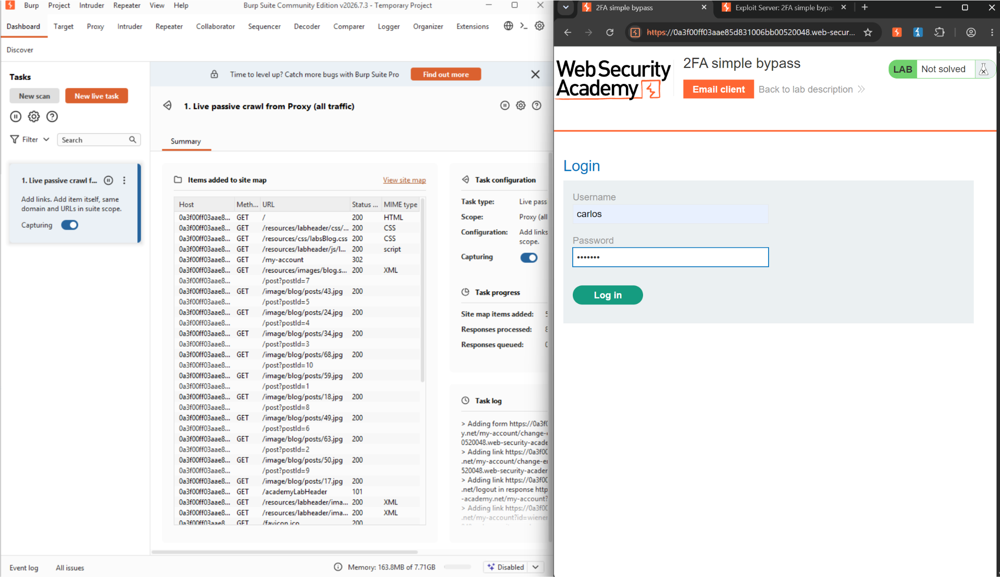 Burp Project Intruder Repeater View Help Burp Suite Community Edition v2026.7.3 - Temporary Project
Dashboard Target Proxy Intruder Repeater Collaborator Sequencer Decoder Comparer Logger Organizer Extensions
Discover
Tasks
New scan New live task
Filter Search
1. Live passive crawl f...
Add links. Add item itself, same
domain and URLs in suite scope.
Capturing
Time to level up? Catch more bugs with Burp Suite Pro Find out more
1. Live passive crawl from Proxy (all traffic)
Summary
Items added to site map View site map
Host Meth... URL Status ... MIME type
0a3f00ff03aae8... GET / 200 HTML
0a3f00ff03aae8... GET /resources/labheader/css/... 200 CSS
0a3f00ff03aae8... GET /resources/css/labsBlog.css 200 CSS
0a3f00ff03aae8... GET /resources/labheader/js/l... 200 script
0a3f00ff03aae8... GET /my-account 302
0a3f00ff03aae8... GET /resources/images/blog.s... 200 XML
0a3f00ff03aae8... /post?postId=7
0a3f00ff03aae8... GET /image/blog/posts/43.jpg 200
0a3f00ff03aae8... /post?postId=5
0a3f00ff03aae8... GET /image/blog/posts/24.jpg 200
0a3f00ff03aae8... /post?postId=4
0a3f00ff03aae8... GET /image/blog/posts/34.jpg 200
0a3f00ff03aae8... /post?postId=3
0a3f00ff03aae8... GET /image/blog/posts/68.jpg 200
0a3f00ff03aae8... /post?postId=10
0a3f00ff03aae8... GET /image/blog/posts/59.jpg 200
0a3f00ff03aae8... /post?postId=1
0a3f00ff03aae8... GET /image/blog/posts/18.jpg 200
0a3f00ff03aae8... /post?postId=8
0a3f00ff03aae8... GET /image/blog/posts/49.jpg 200
0a3f00ff03aae8... /post?postId=6
0a3f00ff03aae8... GET /image/blog/posts/63.jpg 200
0a3f00ff03aae8... /post?postId=2
0a3f00ff03aae8... GET /image/blog/posts/50.jpg 200
0a3f00ff03aae8... /post?postId=9
0a3f00ff03aae8... GET /image/blog/posts/17.jpg 200
0a3f00ff03aae8... GET /academyLabHeader 101
0a3f00ff03aae8... GET /resources/labheader/ima... 200 XML
0a3f00ff03aae8... GET /resources/labheader/ima... 200 XML
0a3f00ff03aae8 GET /favicon.ico 200
Task configuration
Task type: Live pass
Scope: Proxy (all
Configuration: Add links
scope.
Capturing
Task progress
Site map items added:
Responses processed:
Responses queued:
Task log
> Adding form https://0a3f0
y.net/my-account/change-
0520048.web-security-acade
> Adding link https://0a3f00
.net/my-account/change-e
520048.web-security-acader
> Adding link https://0a3f00
.net/logout in response http
-academy.net/my-account?
> Adding link https://0a3f00
.net/my-account?id=wiener
Event log All issues Memory: 163.8MB of 7.71GB Disabled
2FA simple bypass Exploit Server: 2FA simple bypa
https://0a3f00ff03aae85d831006bb00520048.web-secur...
WebSecurity
Academy
2FA simple bypass
Email client Back to lab description
LAB Not solved
Login
Username
carlos
Password
•••••••
Log in